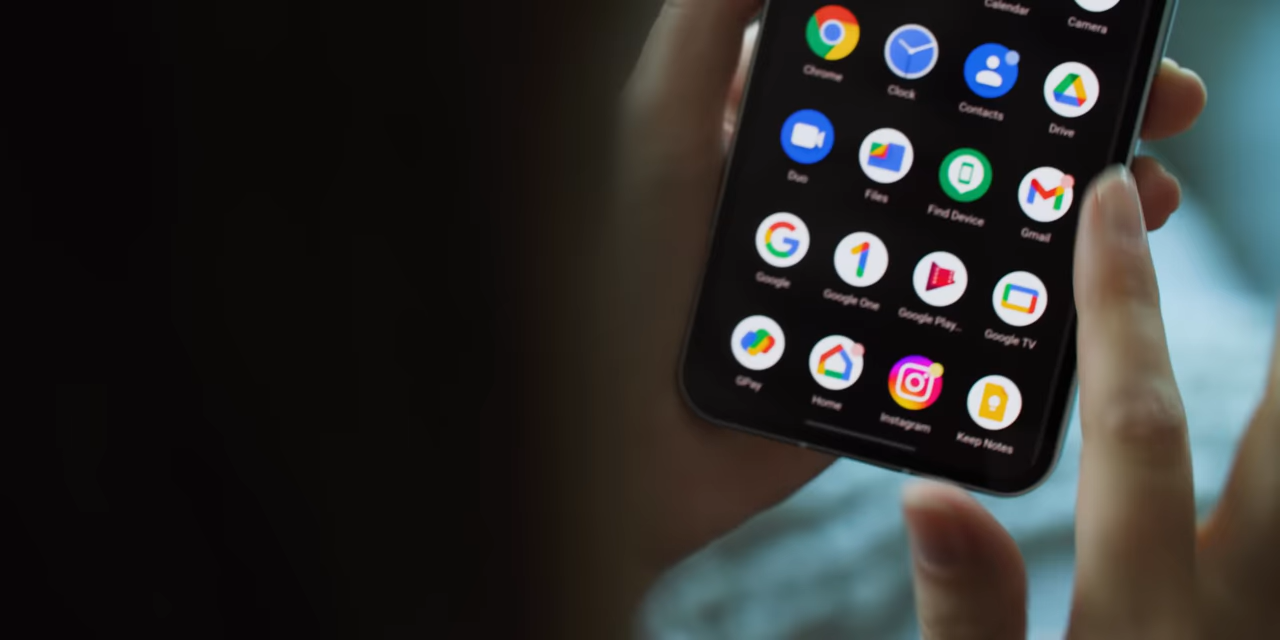 Calendar
Camera
Chrome
Clock
Contacts
Drive
Duo
Files
Find Device
Gmail
Google
Google One
Google Play...
Google TV
GPay
Home
Instagram
Keep Notes